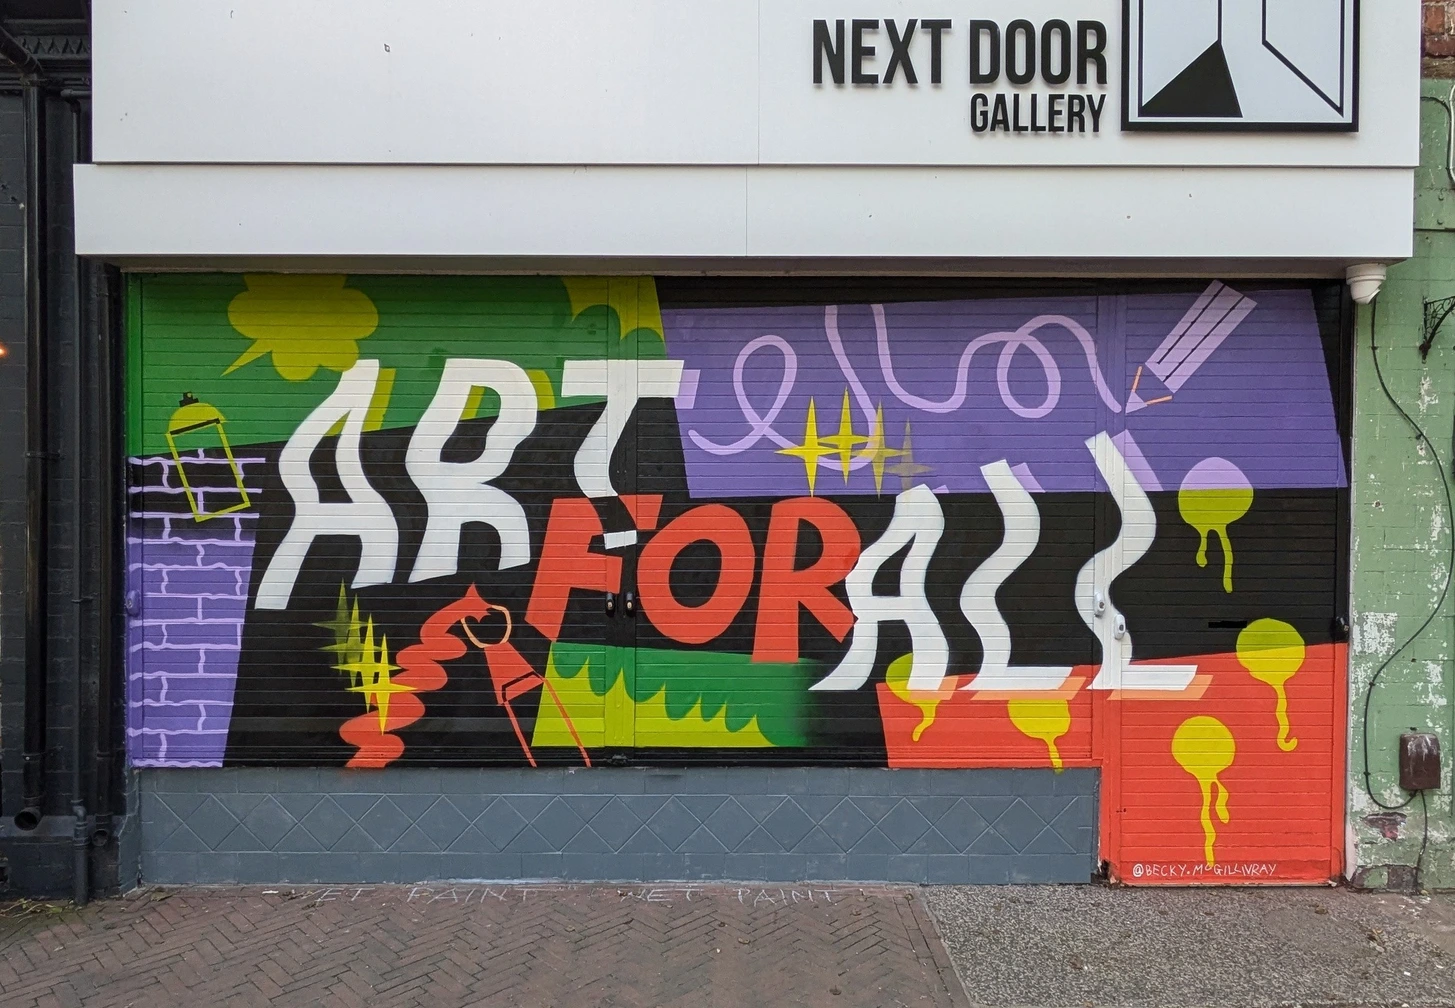 NEXT DOOR
GALLERY
ART
FOR
ALL
@BECKY.MCGILLIVRAY
WET PAINT WET PAINT